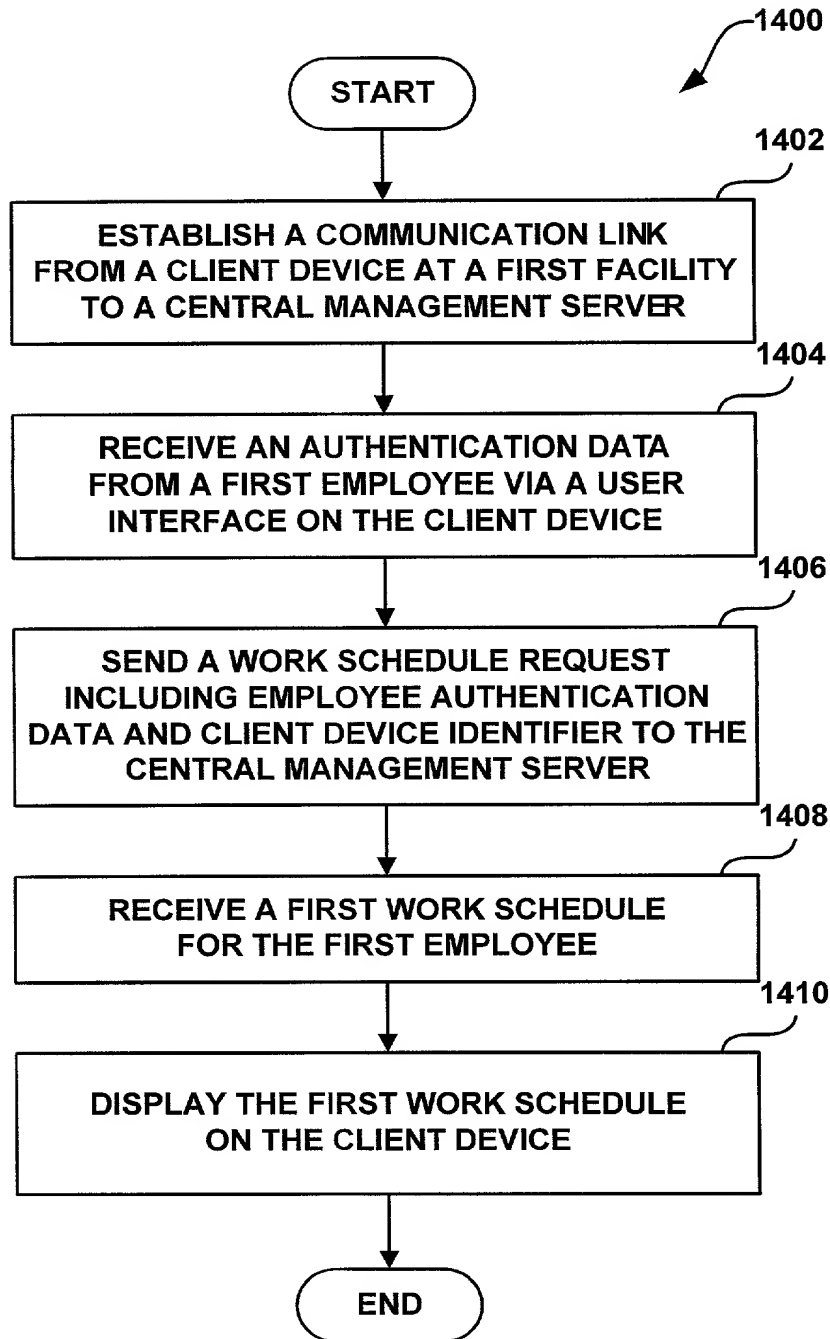 1400
START
1402
ESTABLISH A COMMUNICATION LINK
FROM A CLIENT DEVICE AT A FIRST FACILITY
TO A CENTRAL MANAGEMENT SERVER
1404
RECEIVE AN AUTHENTICATION DATA
FROM A FIRST EMPLOYEE VIA A USER
INTERFACE ON THE CLIENT DEVICE
1406
SEND A WORK SCHEDULE REQUEST
INCLUDING EMPLOYEE AUTHENTICATION
DATA AND CLIENT DEVICE IDENTIFIER TO THE
CENTRAL MANAGEMENT SERVER
1408
RECEIVE A FIRST WORK SCHEDULE
FOR THE FIRST EMPLOYEE
1410
DISPLAY THE FIRST WORK SCHEDULE
ON THE CLIENT DEVICE
END